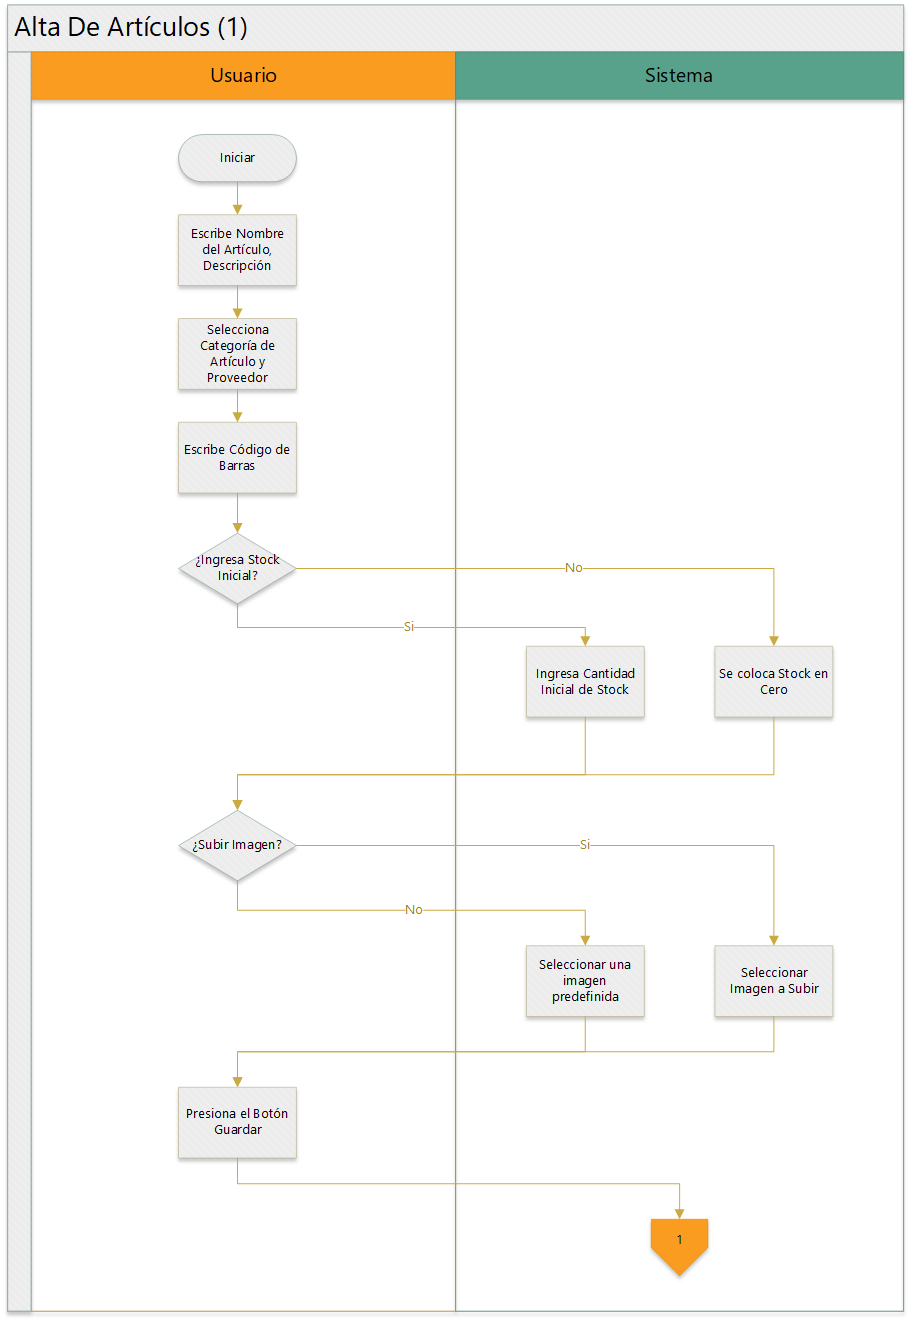 Alta De Artículos (1)
Usuario
Sistema
Iniciar
Escribe Nombre
del Artículo,
Descripción
Selecciona
Categoría de
Artículo y
Proveedor
Escribe Código de
Barras
¿Ingresa Stock
Inicial?
No
Si
Ingresa Cantidad
Inicial de Stock
Se coloca Stock en
Cero
¿Subir Imagen?
Si
No
Seleccionar una
imagen
predefinida
Seleccionar
Imagen a Subir
Presiona el Botón
Guardar
1